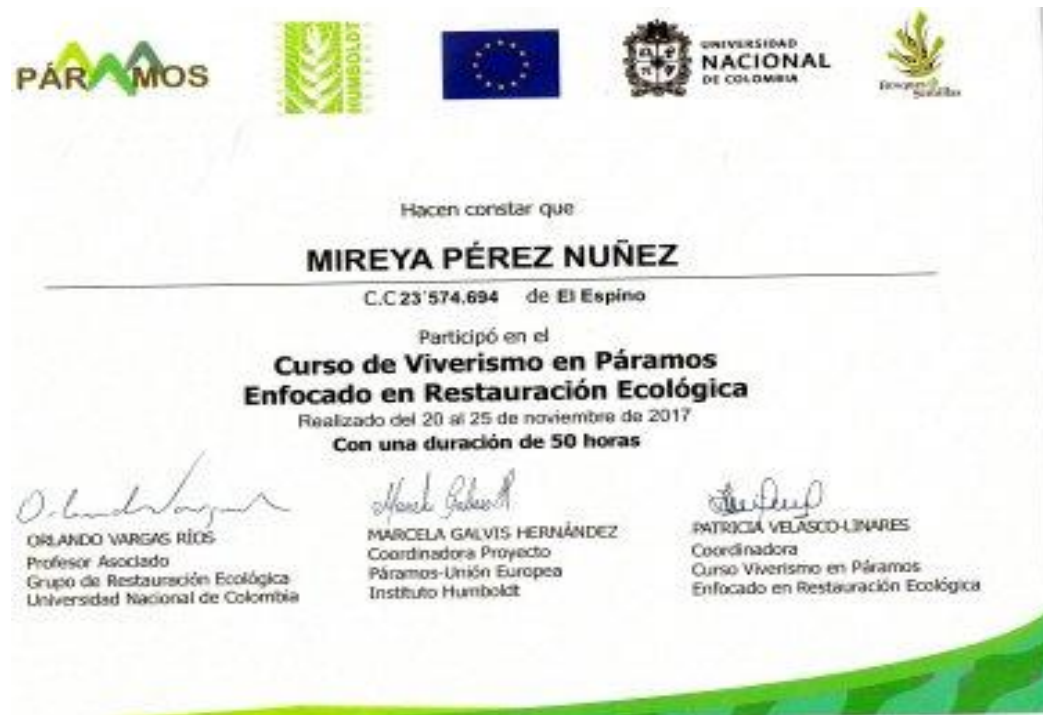 PÁRAMOS
HUMBOLDT
UNIVERSIDAD
NACIONAL
DE COLOMBIA
Bosques &
Semillas
Hacen constar que
MIREYA PÉREZ NUÑEZ
C.C 23'574.694 de El Espino
Participó en el
Curso de Viverismo en Páramos
Enfocado en Restauración Ecológica
Realizado del 20 al 25 de noviembre de 2017
Con una duración de 50 horas
ORLANDO VARGAS RÍOS
Profesor Asociado
Grupo de Restauración Ecológica
Universidad Nacional de Colombia
MARCELA GALVIS HERNÁNDEZ
Coordinadora Proyecto
Páramos-Unión Europea
Instituto Humboldt
PATRICIA VELASCO-LINARES
Coordinadora
Curso Viverismo en Páramos
Enfocado en Restauración Ecológica